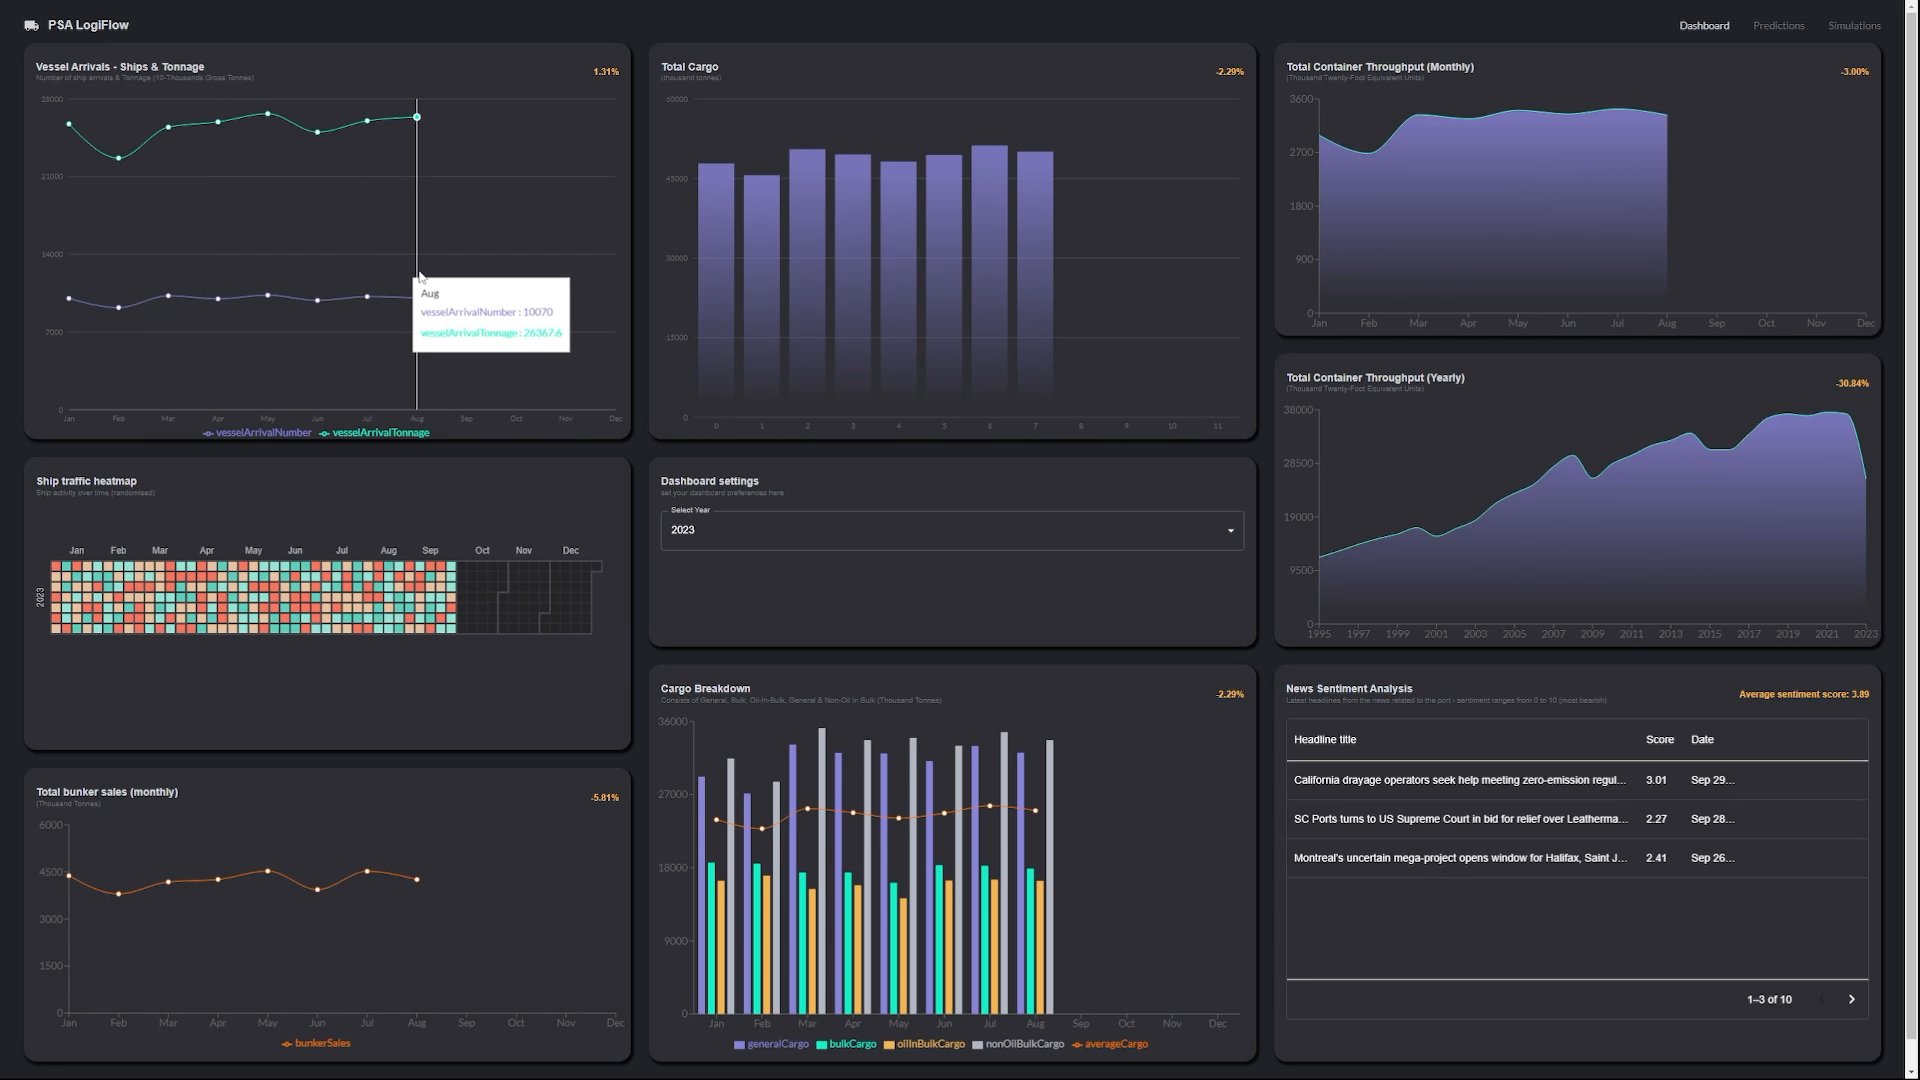 PSA LogiFlow
Dashboard Predictions Simulations
Vessel Arrivals - Ships & Tonnage
Number of ship arrivals & Tonnage (10-Thousands Gross Tonnes)
1.31%
28000
21000
14000
7000
0
Jan Feb Mar Apr May Jun Jul Aug Sep Oct Nov Dec
Aug
vesselArrivalNumber : 10070
vesselArrivalTonnage : 26367.6
vesselArrivalNumber vesselArrivalTonnage
Total Cargo
(thousand tonnes)
-2.29%
60000
45000
30000
15000
0
0 1 2 3 4 5 6 7 8 9 10 11
Total Container Throughput (Monthly)
(Thousand Twenty-Foot Equivalent Units)
-3.00%
3600
2700
1800
900
0
Jan Feb Mar Apr May Jun Jul Aug Sep Oct Nov Dec
Total Container Throughput (Yearly)
(Thousand Twenty-Foot Equivalent Units)
-30.84%
38000
28500
19000
9500
0
1995 1997 1999 2001 2003 2005 2007 2009 2011 2013 2015 2017 2019 2021 2023
Ship traffic heatmap
Ship activity over time (randomised)
Jan Feb Mar Apr May Jun Jul Aug Sep Oct Nov Dec
2023
Dashboard settings
set your dashboard preferences here
Select Year
2023
Total bunker sales (monthly)
(Thousand Tonnes)
-5.81%
6000
4500
3000
1500
0
Jan Feb Mar Apr May Jun Jul Aug Sep Oct Nov Dec
bunkerSales
Cargo Breakdown
Consists of General, Bulk, Oil-In-Bulk, General & Non-Oil In Bulk (Thousand Tonnes)
-2.29%
36000
27000
18000
9000
0
Jan Feb Mar Apr May Jun Jul Aug Sep Oct Nov Dec
generalCargo bulkCargo oilInBulkCargo nonOilBulkCargo averageCargo
News Sentiment Analysis
Latest headlines from the news related to the port - sentiment ranges from 0 to 10 (most bearish)
Average sentiment score: 3.89
Headline title Score Date
California drayage operators seek help meeting zero-emission regul... 3.01 Sep 29...
SC Ports turns to US Supreme Court in bid for relief over Leatherma... 2.27 Sep 28...
Montreal's uncertain mega-project opens window for Halifax, Saint J... 2.41 Sep 26...
1–3 of 10